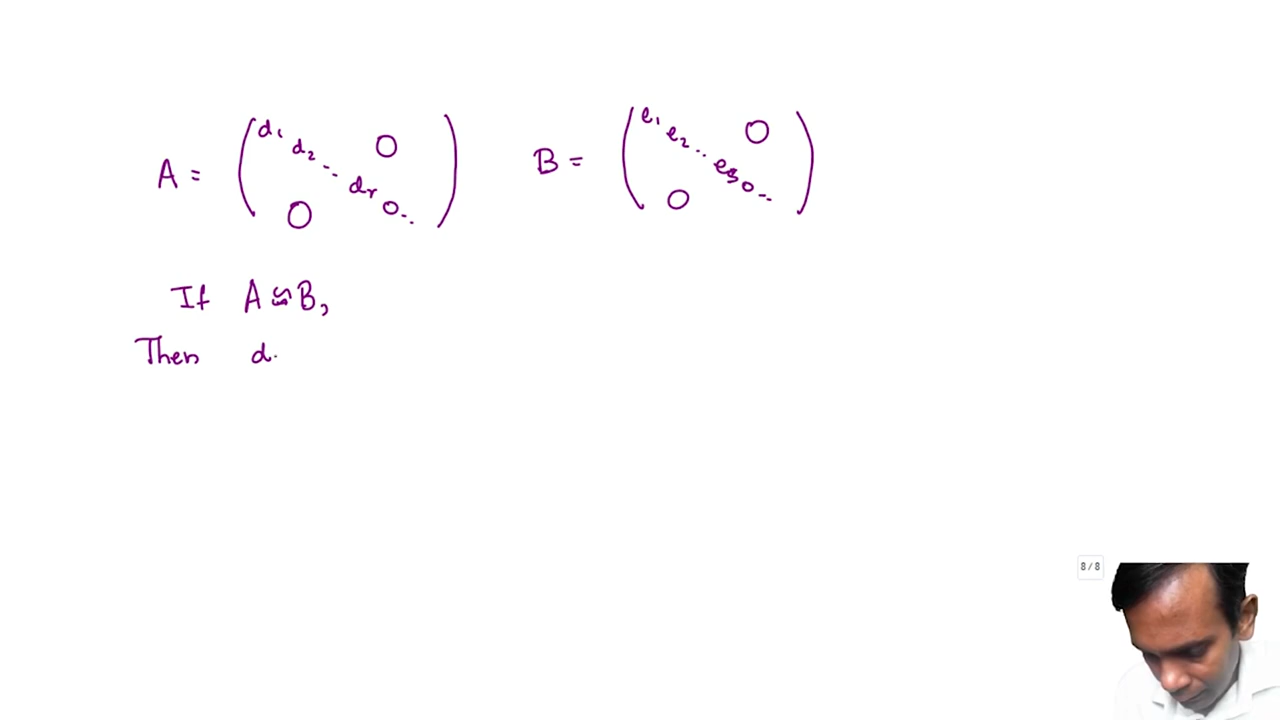 A = ( d1 d2 ... dr 0.. 0 0 ) B = ( e1 e2 .. es 0 .. 0 0 )
If A ≈ B,
Then d.
8 / 8